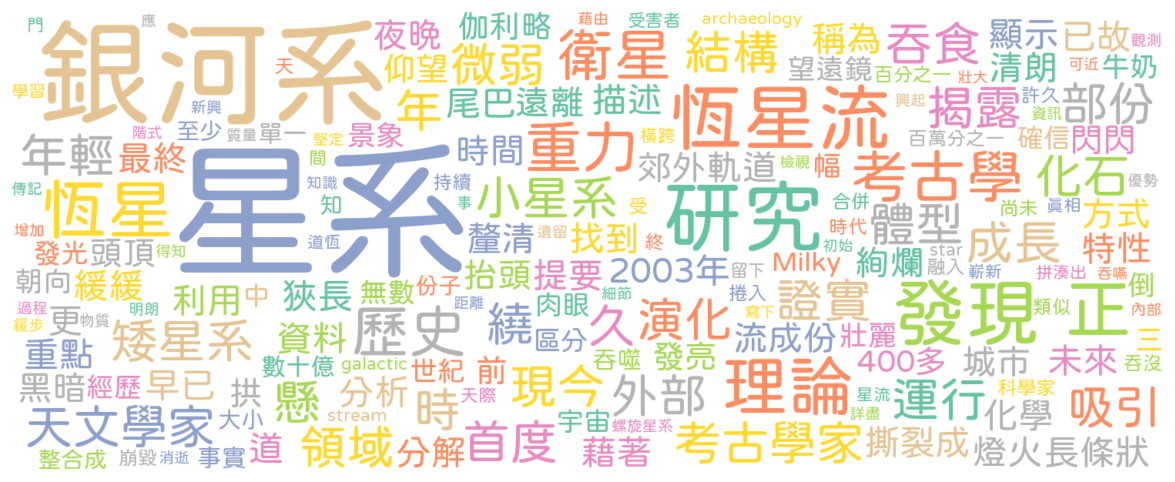 門 應 銀河系 夜晚 伽利略 藉由 受害者 archaeology
衛星 結構 稱為 吞食 顯示 已故 觀測
天 仰望 微弱 望遠鏡 百分之一 清朗 可近 牛奶
學習 新興 年 尾巴 遠離 描述 恆星流 壯大 興起 揭露 許久 資訊 部份
階式 至少 質量 單一 堅定 景象 橫跨 百萬分之一 確信 閃閃
年輕 最終 間 時間 重力 郊外 軌道 檢視 幅 考古學 化石 優勢
傳記 恆星 星系 知識 知 持續 事 小星系 受 研究 合併 時代 體型 尚未 真相 方式
增加 道恆 遺留 終 初始 成長 特性
發光 頭頂 得知 釐清 找到 Milky 絢爛 star 融入 嶄新 拼湊出 吞嚥 倒
朝向 緩緩 利用 中 狹長 無數 份子 抬頭 提要 2003年 留下 證實 發現 正 類似 內部
過程 明朗 距離 肉眼 細節 捲入
緩步 更 物質 矮星系 資料 歷史 繞 區分 久 寫下 演化 流成份 壯麗 三
重點 數十億 galactic 世紀 前 吞噬 發亮 400多 城市 未來 吞沒
黑暗 經歷 早已 拱 懸 分析 時 天際 現今 外部 理論 星流 運行 科學家 吸引
天文學家 大小 stream 宇宙 螺旋星系 詳盡 化學
整合成 崩毀 消逝 事實 道 領域 分解 首度 藉著 考古學家 撕裂成 燈火 長條狀